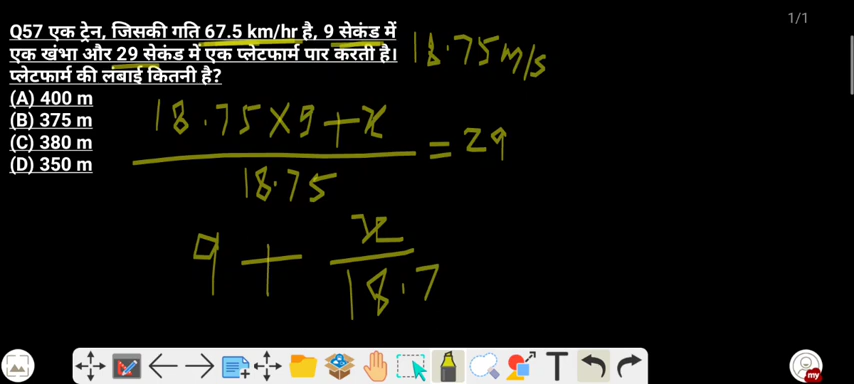 1/1
Q57 एक ट्रेन, जिसकी गति 67.5 km/hr है, 9 सेकंड में
एक खंभा और 29 सेकंड में एक प्लेटफार्म पार करती है।
प्लेटफार्म की लंबाई कितनी है?
(A) 400 m
(B) 375 m
(C) 380 m
(D) 350 m
18.75 m/s
18.75 × 9 + x
= 29
18.75
x
9 +
18.7
T
my